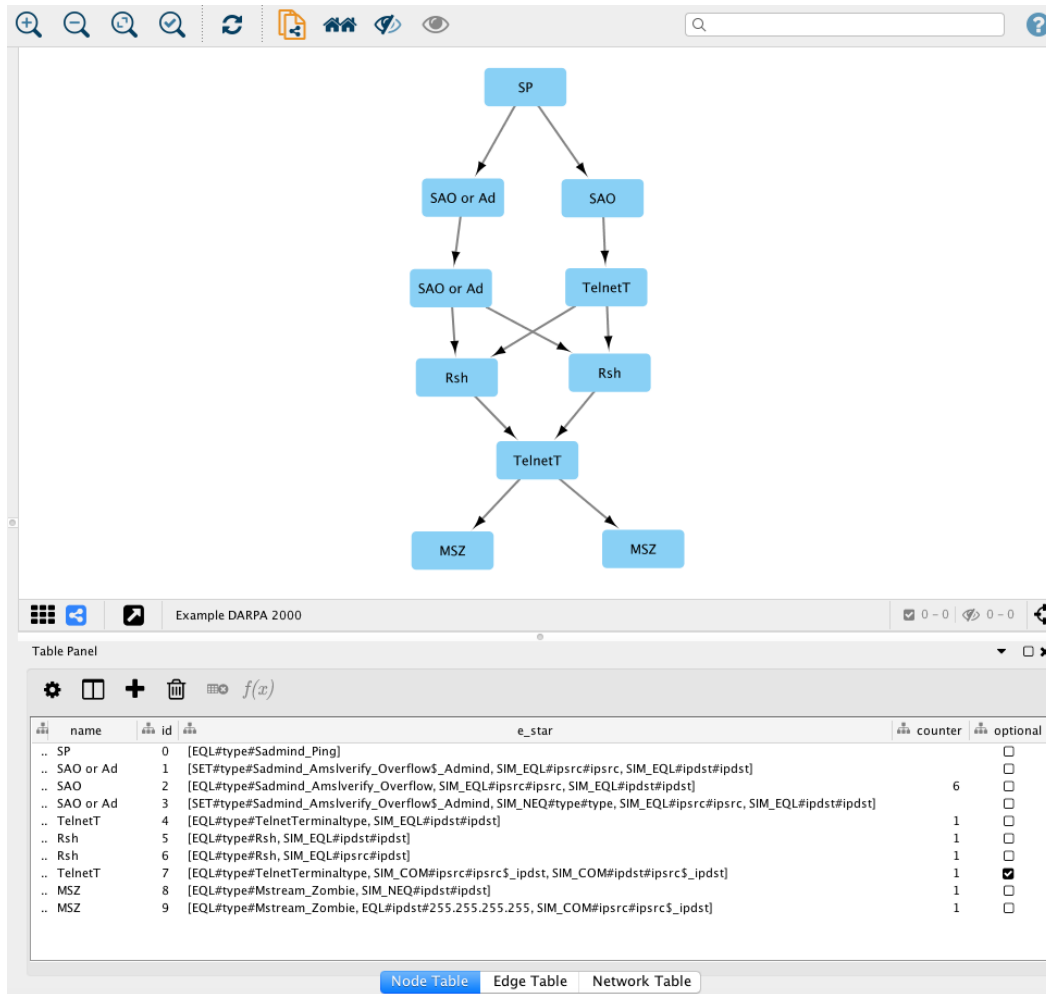 SP
SAO or Ad
SAO
SAO or Ad
TelnetT
Rsh
Rsh
TelnetT
MSZ
MSZ
Example DARPA 2000
0 - 0
0 - 0
Table Panel
f(x)
name id e_star counter optional
.. SP 0 [EQL#type#Sadmind_Ping]
.. SAO or Ad 1 [SET#type#Sadmind_Amslverify_Overflow$_Admind, SIM_EQL#ipsrc#ipsrc, SIM_EQL#ipdst#ipdst]
.. SAO 2 [EQL#type#Sadmind_Amslverify_Overflow, SIM_EQL#ipsrc#ipsrc, SIM_EQL#ipdst#ipdst] 6
.. SAO or Ad 3 [SET#type#Sadmind_Amslverify_Overflow$_Admind, SIM_NEQ#type#type, SIM_EQL#ipsrc#ipsrc, SIM_EQL#ipdst#ipdst]
.. TelnetT 4 [EQL#type#TelnetTerminaltype, SIM_EQL#ipdst#ipdst] 1
.. Rsh 5 [EQL#type#Rsh, SIM_EQL#ipdst#ipdst] 1
.. Rsh 6 [EQL#type#Rsh, SIM_EQL#ipsrc#ipdst] 1
.. TelnetT 7 [EQL#type#TelnetTerminaltype, SIM_COM#ipsrc#ipsrc$_ipdst, SIM_COM#ipdst#ipsrc$_ipdst] 1
.. MSZ 8 [EQL#type#Mstream_Zombie, SIM_NEQ#ipdst#ipdst] 1
.. MSZ 9 [EQL#type#Mstream_Zombie, EQL#ipdst#255.255.255.255, SIM_COM#ipsrc#ipsrc$_ipdst] 1
Node Table Edge Table Network Table